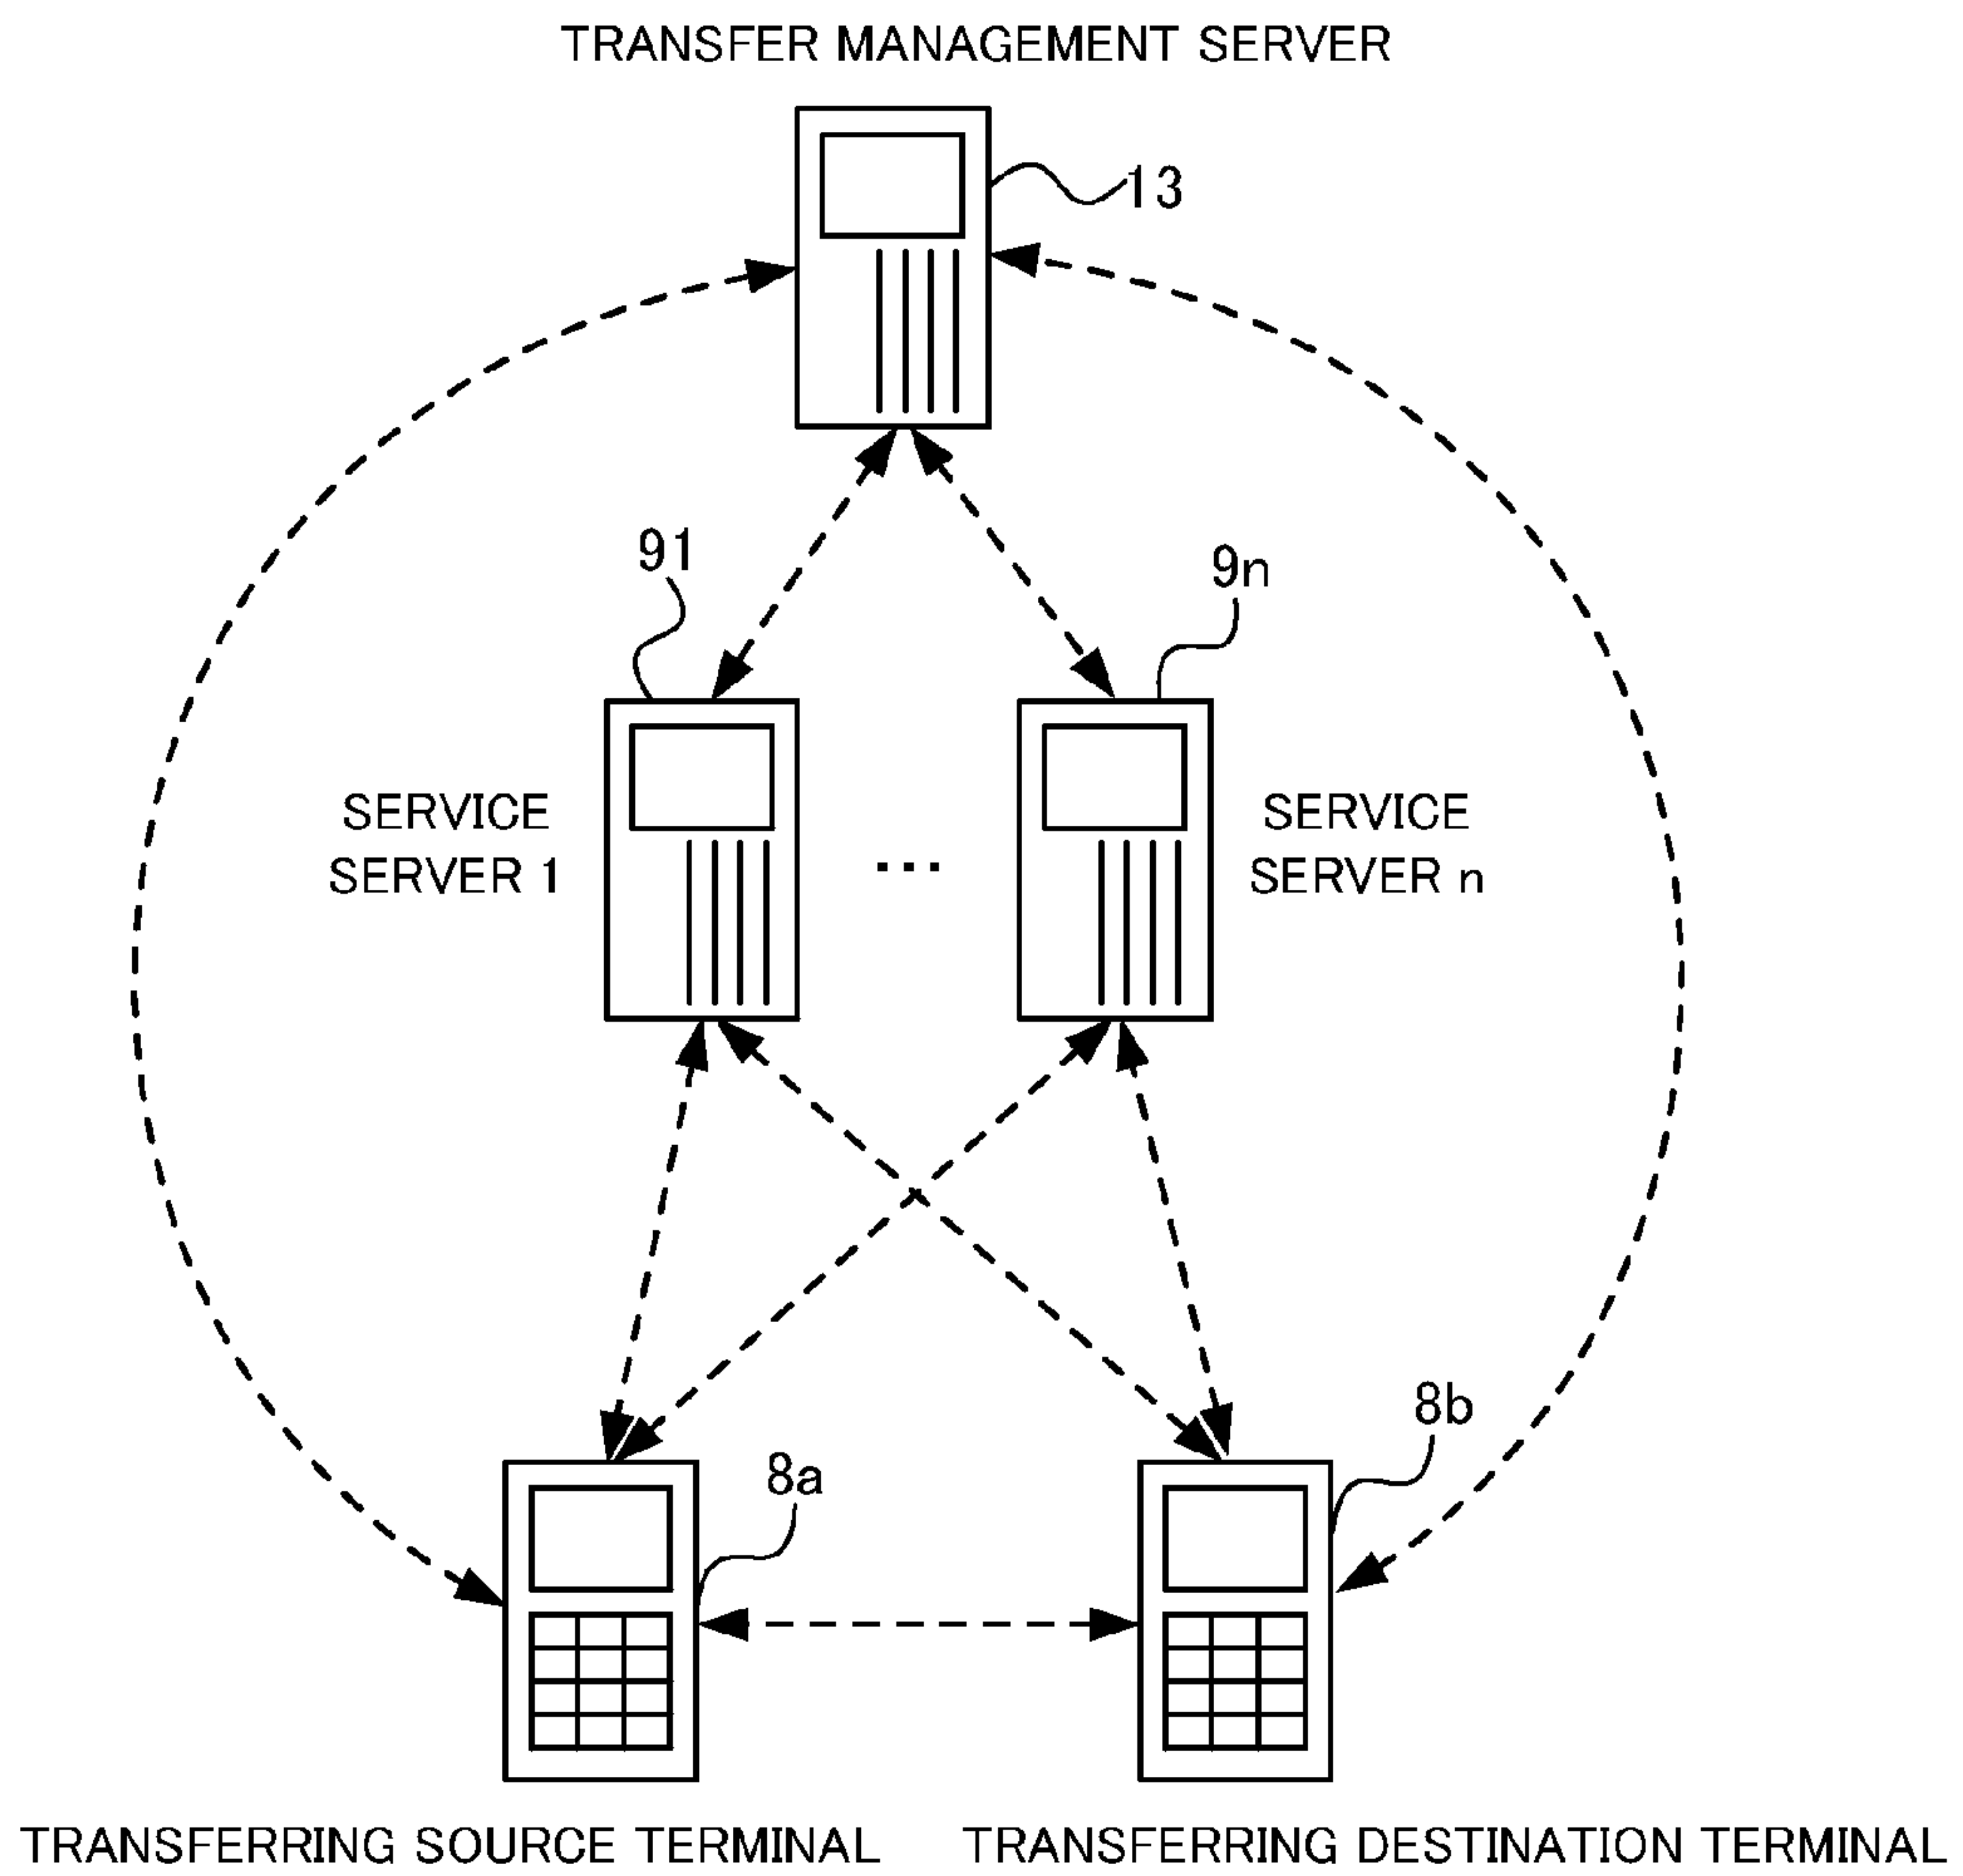 TRANSFER MANAGEMENT SERVER
13
91
9n
SERVICE
SERVER 1
...
SERVICE
SERVER n
8b
8a
TRANSFERRING SOURCE TERMINAL
TRANSFERRING DESTINATION TERMINAL